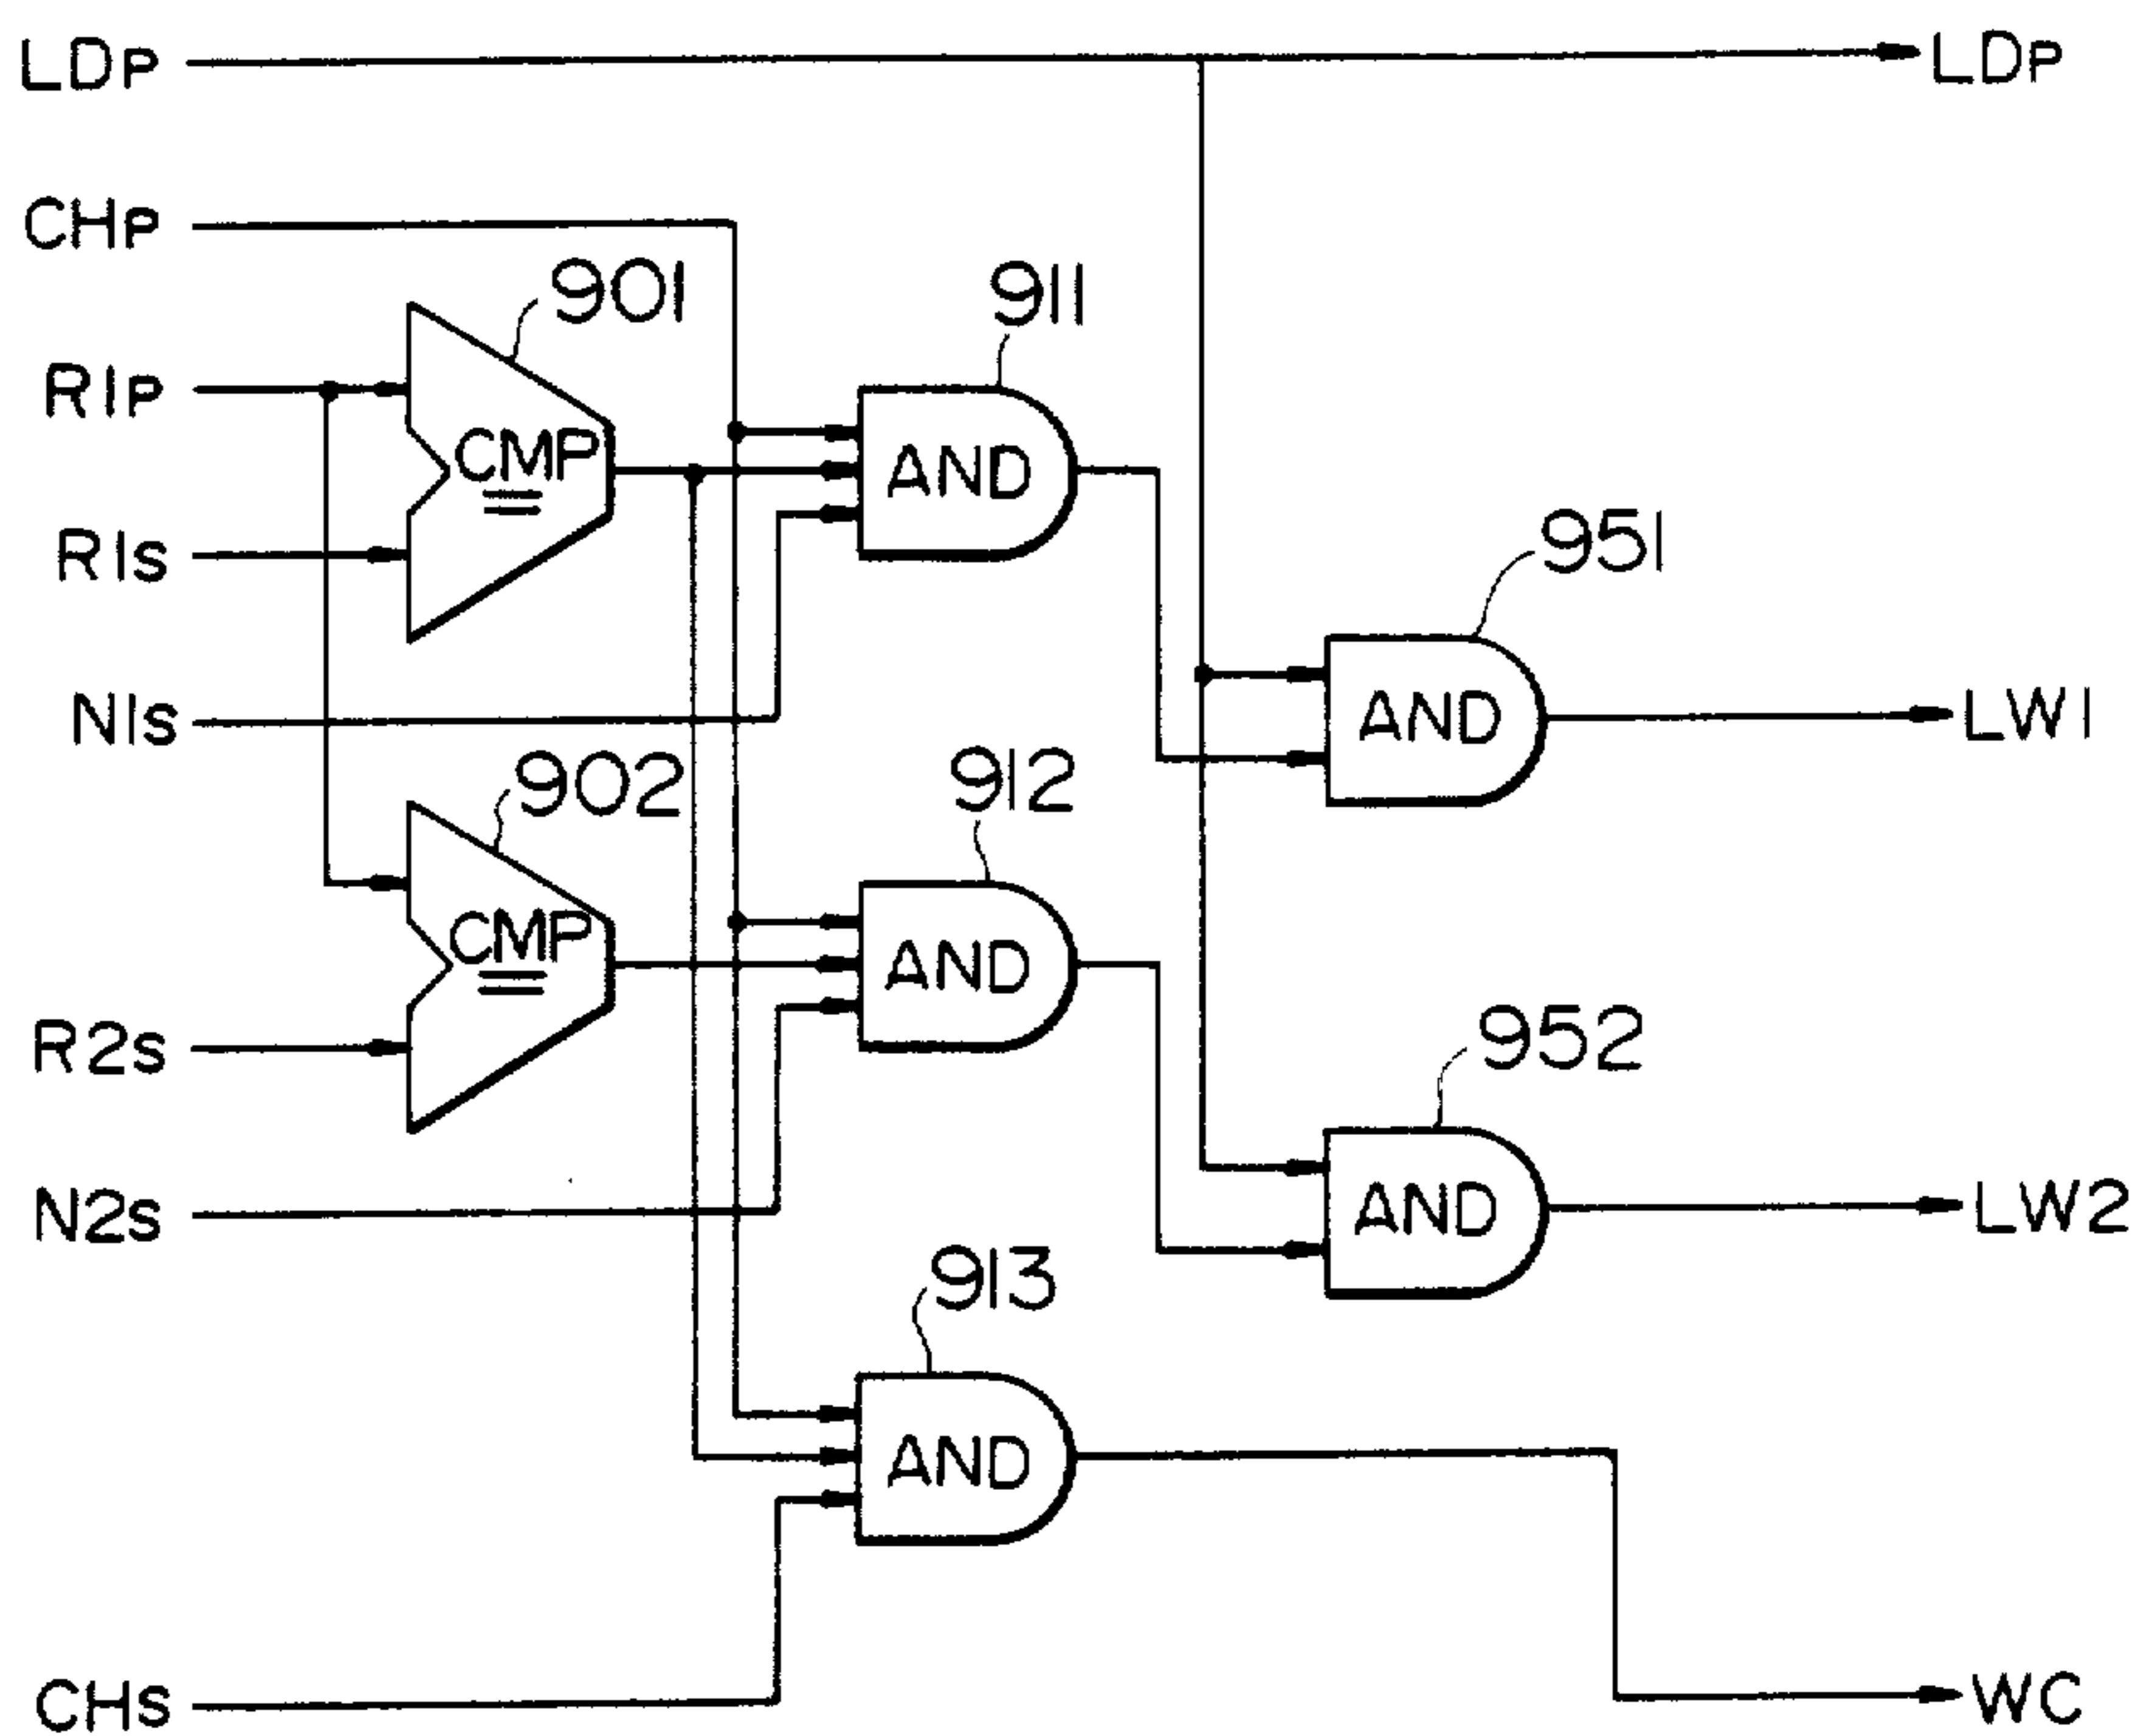 LDP
LDP
CHP
901
911
R1P
CMP
=
AND
R1S
951
N1S
AND
LW1
902
912
CMP
=
AND
R2S
952
N2S
AND
LW2
913
AND
CHS
WC